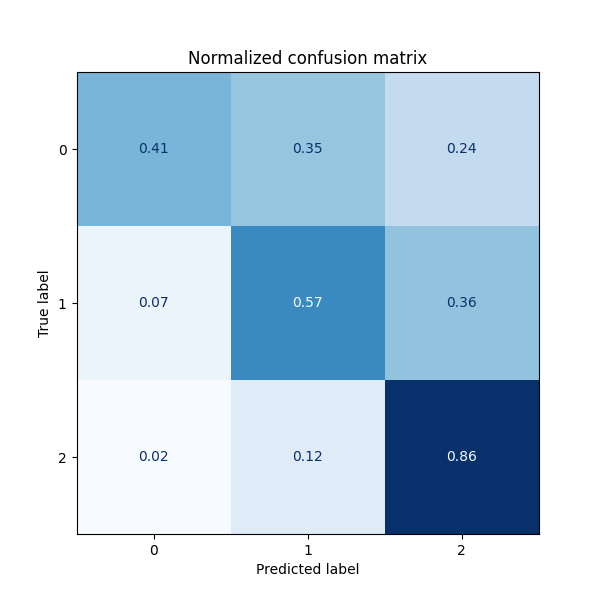 Normalized confusion matrix
True label
0 0.41 0.35 0.24
1 0.07 0.57 0.36
2 0.02 0.12 0.86
0 1 2
Predicted label